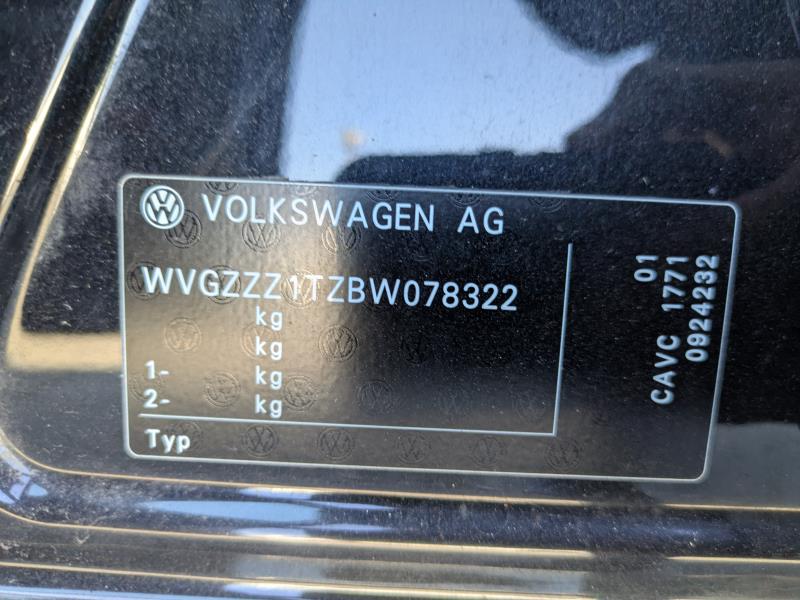 VOLKSWAGEN AG
WVGZZZ1TZBW078322
kg
kg
1- kg
2- kg
Typ
01
CAVC 1771
0924232